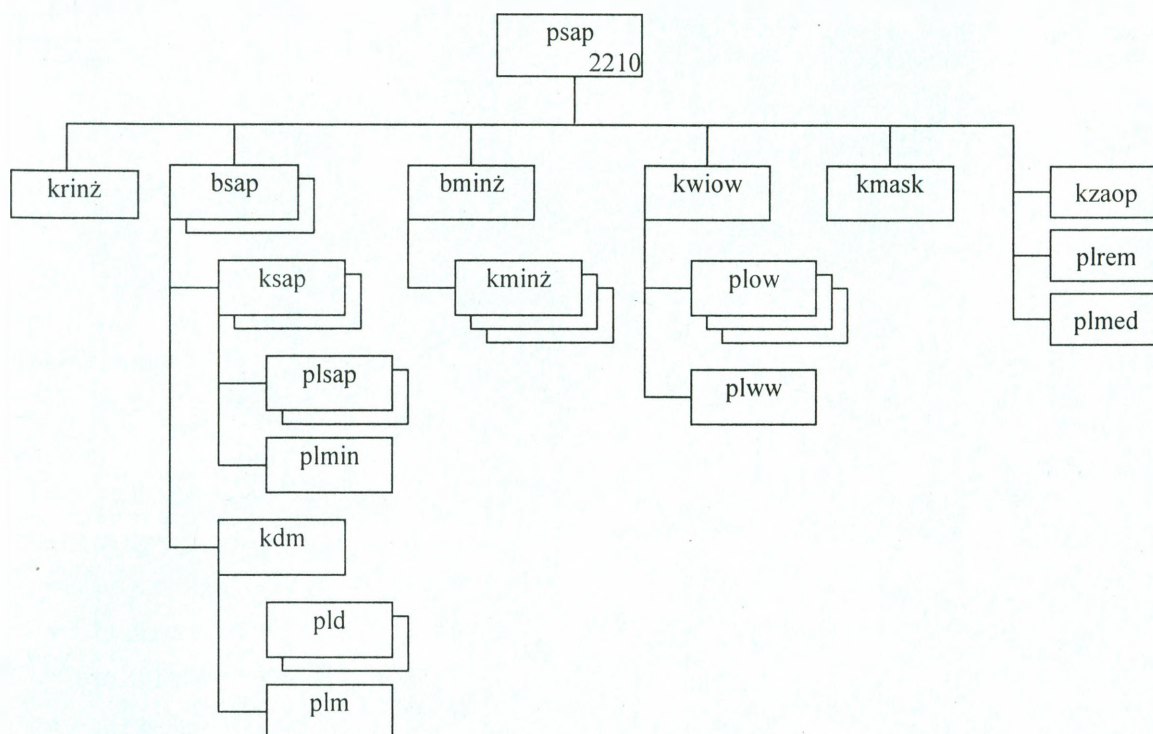 psap
2210
krinż
bsap
bminż
kwiow
kmask
kzaop
plrem
plmed
ksap
kminż
plow
plsap
plww
plmin
kdm
pld
plm